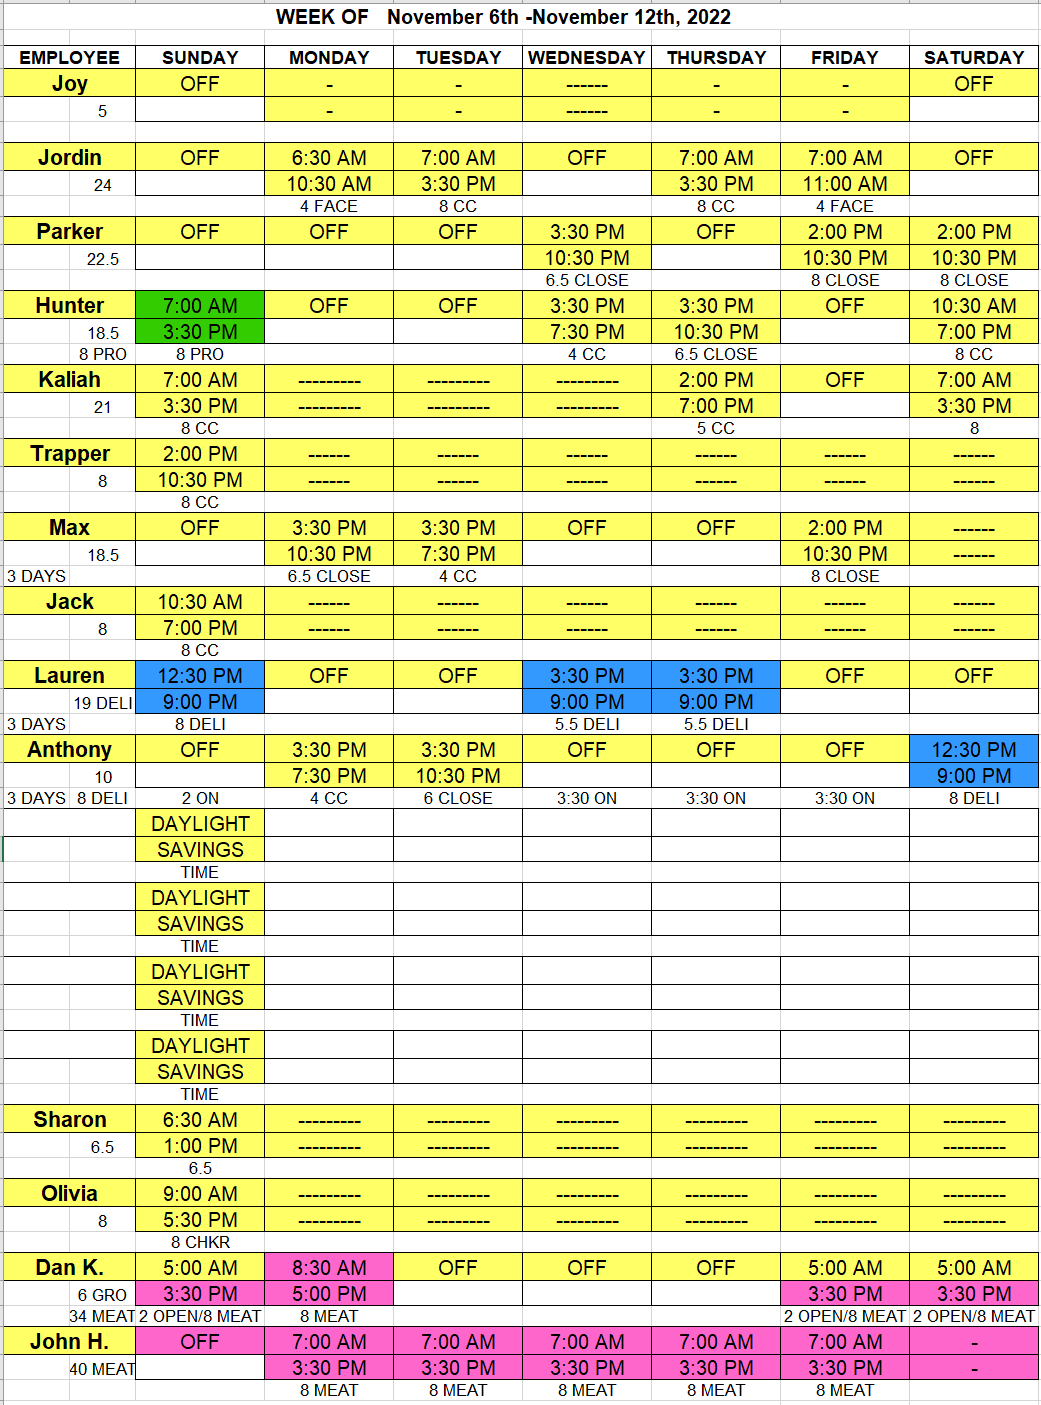 WEEK OF November 6th -November 12th, 2022
EMPLOYEE SUNDAY MONDAY TUESDAY WEDNESDAY THURSDAY FRIDAY SATURDAY
Joy OFF - - ------ - - OFF
5 - - ------ - -
Jordin OFF 6:30 AM 7:00 AM OFF 7:00 AM 7:00 AM OFF
24 10:30 AM 3:30 PM 3:30 PM 11:00 AM
4 FACE 8 CC 8 CC 4 FACE
Parker OFF OFF OFF 3:30 PM OFF 2:00 PM 2:00 PM
22.5 10:30 PM 10:30 PM 10:30 PM
6.5 CLOSE 8 CLOSE 8 CLOSE
Hunter 7:00 AM OFF OFF 3:30 PM 3:30 PM OFF 10:30 AM
18.5 3:30 PM 7:30 PM 10:30 PM 7:00 PM
8 PRO 8 PRO 4 CC 6.5 CLOSE 8 CC
Kaliah 7:00 AM --------- --------- --------- 2:00 PM OFF 7:00 AM
21 3:30 PM --------- --------- --------- 7:00 PM 3:30 PM
8 CC 5 CC 8
Trapper 2:00 PM ------ ------ ------ ------ ------ ------
8 10:30 PM ------ ------ ------ ------ ------ ------
8 CC
Max OFF 3:30 PM 3:30 PM OFF OFF 2:00 PM ------
18.5 10:30 PM 7:30 PM 10:30 PM ------
3 DAYS 6.5 CLOSE 4 CC 8 CLOSE
Jack 10:30 AM ------ ------ ------ ------ ------ ------
8 7:00 PM ------ ------ ------ ------ ------ ------
8 CC
Lauren 12:30 PM OFF OFF 3:30 PM 3:30 PM OFF OFF
19 DELI 9:00 PM 9:00 PM 9:00 PM
3 DAYS 8 DELI 5.5 DELI 5.5 DELI
Anthony OFF 3:30 PM 3:30 PM OFF OFF OFF 12:30 PM
10 7:30 PM 10:30 PM 9:00 PM
3 DAYS 8 DELI 2 ON 4 CC 6 CLOSE 3:30 ON 3:30 ON 3:30 ON 8 DELI
DAYLIGHT
SAVINGS
TIME
DAYLIGHT
SAVINGS
TIME
DAYLIGHT
SAVINGS
TIME
DAYLIGHT
SAVINGS
TIME
Sharon 6:30 AM --------- --------- --------- --------- --------- ---------
6.5 1:00 PM --------- --------- --------- --------- --------- ---------
6.5
Olivia 9:00 AM --------- --------- --------- --------- --------- ---------
8 5:30 PM --------- --------- --------- --------- --------- ---------
8 CHKR
Dan K. 5:00 AM 8:30 AM OFF OFF OFF 5:00 AM 5:00 AM
6 GRO 3:30 PM 5:00 PM 3:30 PM 3:30 PM
34 MEAT 2 OPEN/8 MEAT 8 MEAT 2 OPEN/8 MEAT 2 OPEN/8 MEAT
John H. OFF 7:00 AM 7:00 AM 7:00 AM 7:00 AM 7:00 AM -
40 MEAT 3:30 PM 3:30 PM 3:30 PM 3:30 PM 3:30 PM -
8 MEAT 8 MEAT 8 MEAT 8 MEAT 8 MEAT